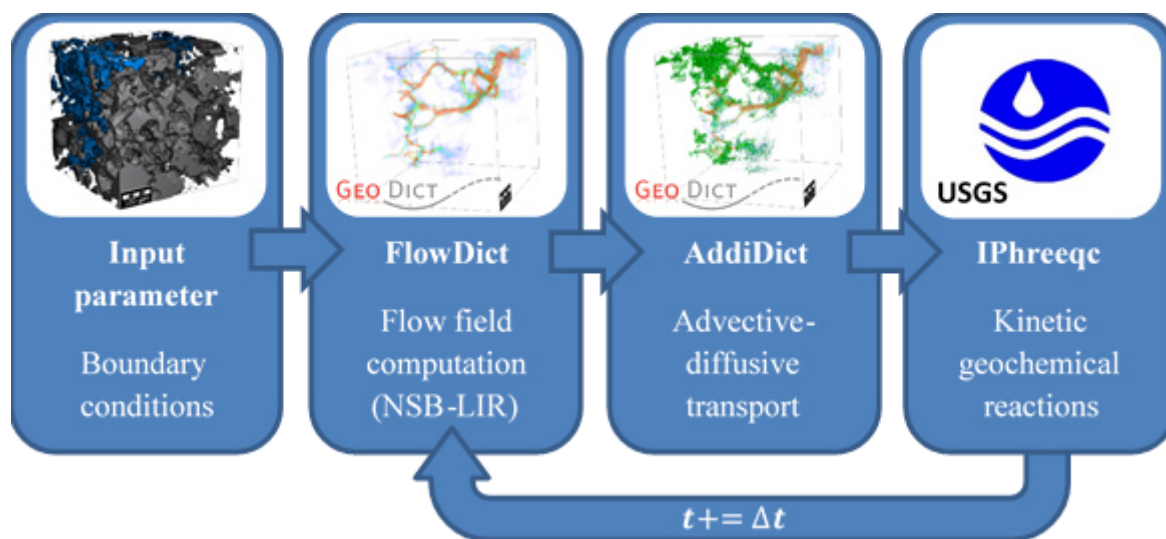 GEO DICT
GEO DICT
USGS
Input
parameter
Boundary
conditions
FlowDict
Flow field
computation
(NSB-LIR)
AddiDict
Advective-
diffusive
transport
IPhreeqc
Kinetic
geochemical
reactions
t+= Δt